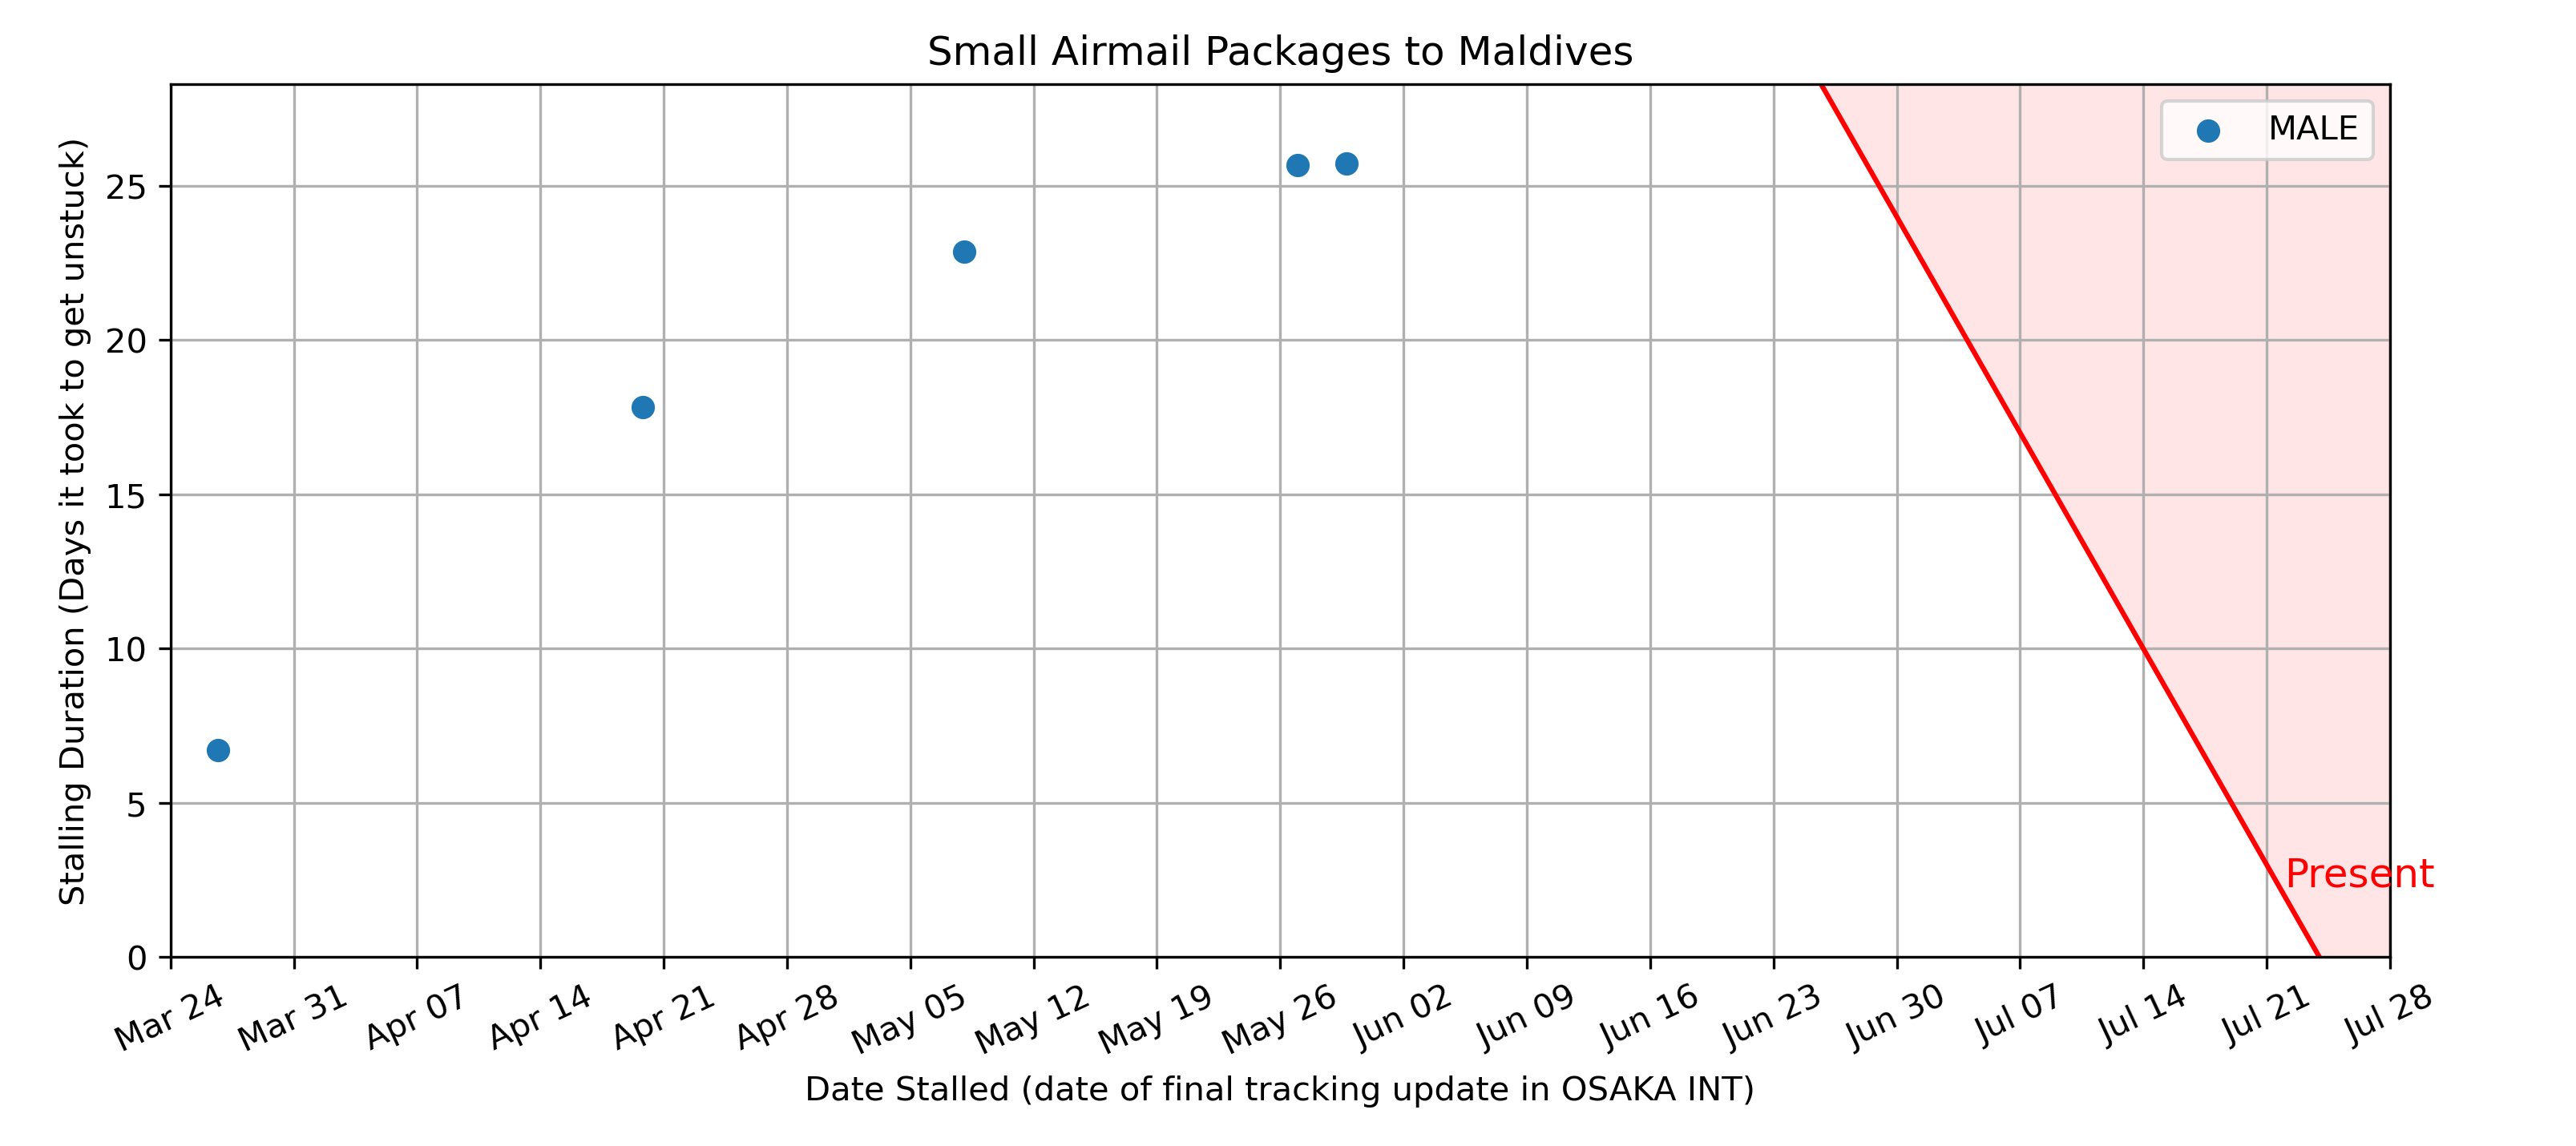 Small Airmail Packages to Maldives
MALE
Stalling Duration (Days it took to get unstuck)
25
20
15
10
5
0
Present
Mar 24
Mar 31
Apr 07
Apr 14
Apr 21
Apr 28
May 05
May 12
May 19
May 26
Jun 02
Jun 09
Jun 16
Jun 23
Jun 30
Jul 07
Jul 14
Jul 21
Jul 28
Date Stalled (date of final tracking update in OSAKA INT)